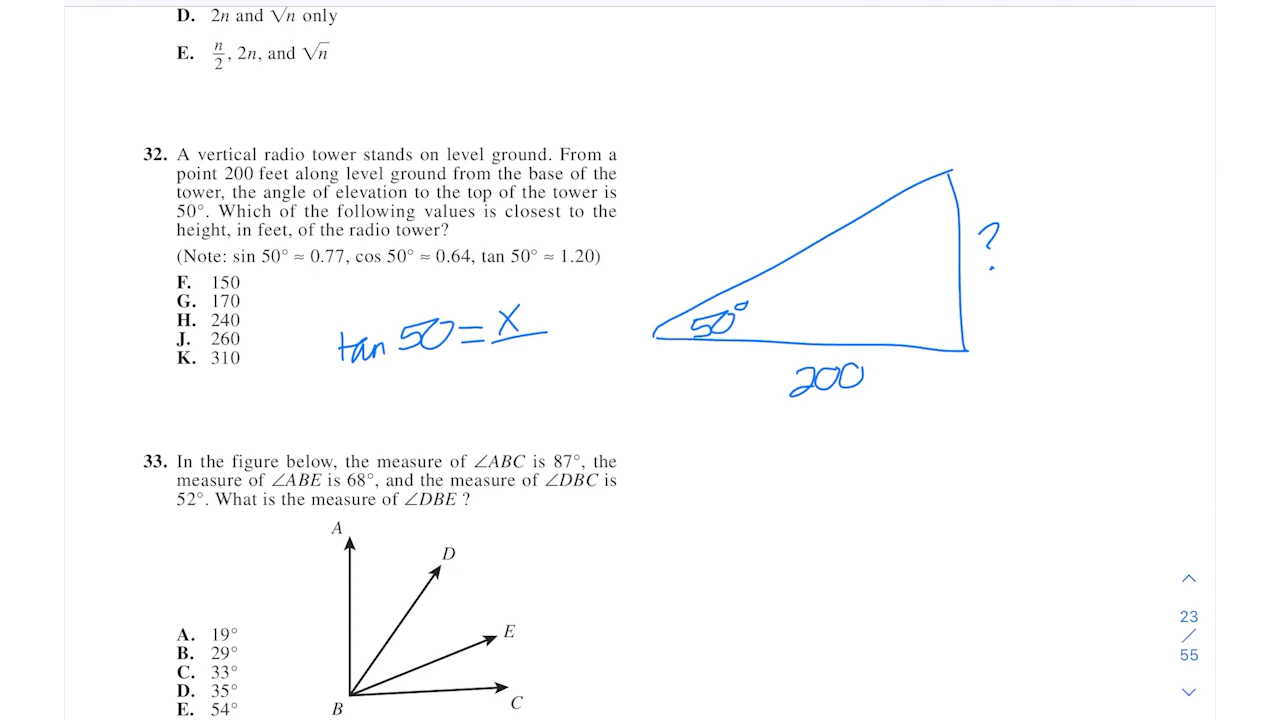 D. 2n and √n only
E. n/2, 2n, and √n
32. A vertical radio tower stands on level ground. From a
point 200 feet along level ground from the base of the
tower, the angle of elevation to the top of the tower is
50°. Which of the following values is closest to the
height, in feet, of the radio tower?
(Note: sin 50° ≈ 0.77, cos 50° ≈ 0.64, tan 50° ≈ 1.20)
F. 150
G. 170
H. 240
J. 260
K. 310
tan 50 = x
50°
200
?
33. In the figure below, the measure of ∠ABC is 87°, the
measure of ∠ABE is 68°, and the measure of ∠DBC is
52°. What is the measure of ∠DBE ?
A
D
E
C
B
A. 19°
B. 29°
C. 33°
D. 35°
E. 54°
23
/
55